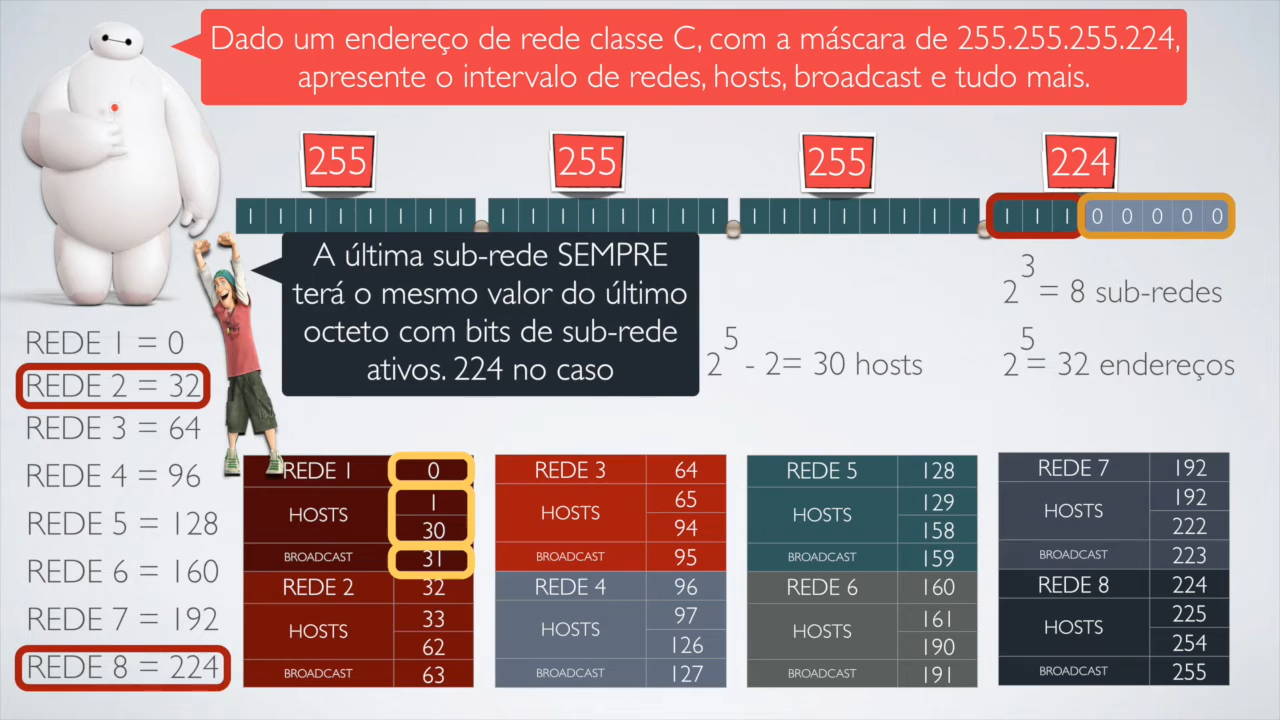 Dado um endereço de rede classe C, com a máscara de 255.255.255.224,
apresente o intervalo de redes, hosts, broadcast e tudo mais.
255 255 255 224
1 1 1 1 1 1 1 1 1 1 1 1 1 1 1 1 1 1 1 1 1 1 1 1 1 1 1 0 0 0 0 0
A última sub-rede SEMPRE
terá o mesmo valor do último
octeto com bits de sub-rede
ativos. 224 no caso
2³ = 8 sub-redes
2⁵ - 2= 30 hosts
2⁵ = 32 endereços
REDE 1 = 0
REDE 2 = 32
REDE 3 = 64
REDE 4 = 96
REDE 5 = 128
REDE 6 = 160
REDE 7 = 192
REDE 8 = 224
REDE 1 0
HOSTS 1
30
BROADCAST 31
REDE 2 32
HOSTS 33
62
BROADCAST 63
REDE 3 64
HOSTS 65
94
BROADCAST 95
REDE 4 96
HOSTS 97
126
BROADCAST 127
REDE 5 128
HOSTS 129
158
BROADCAST 159
REDE 6 160
HOSTS 161
190
BROADCAST 191
REDE 7 192
HOSTS 192
222
BROADCAST 223
REDE 8 224
HOSTS 225
254
BROADCAST 255